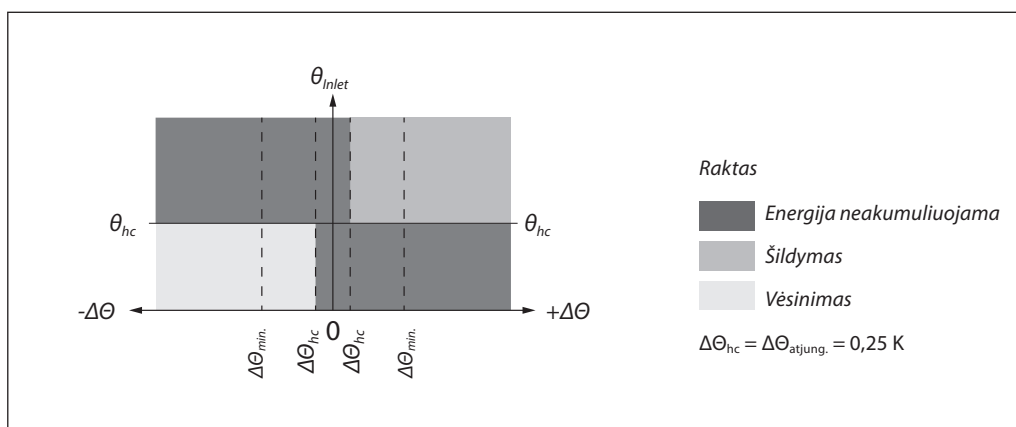 θInlet
Raktas
Energija neakumuliuojama
θhc
θhc
Šildymas
Vėsinimas
-ΔΘ
0
+ΔΘ
ΔΘmin.
ΔΘhc
ΔΘhc
ΔΘmin.
ΔΘhc = ΔΘatjung. = 0,25 K